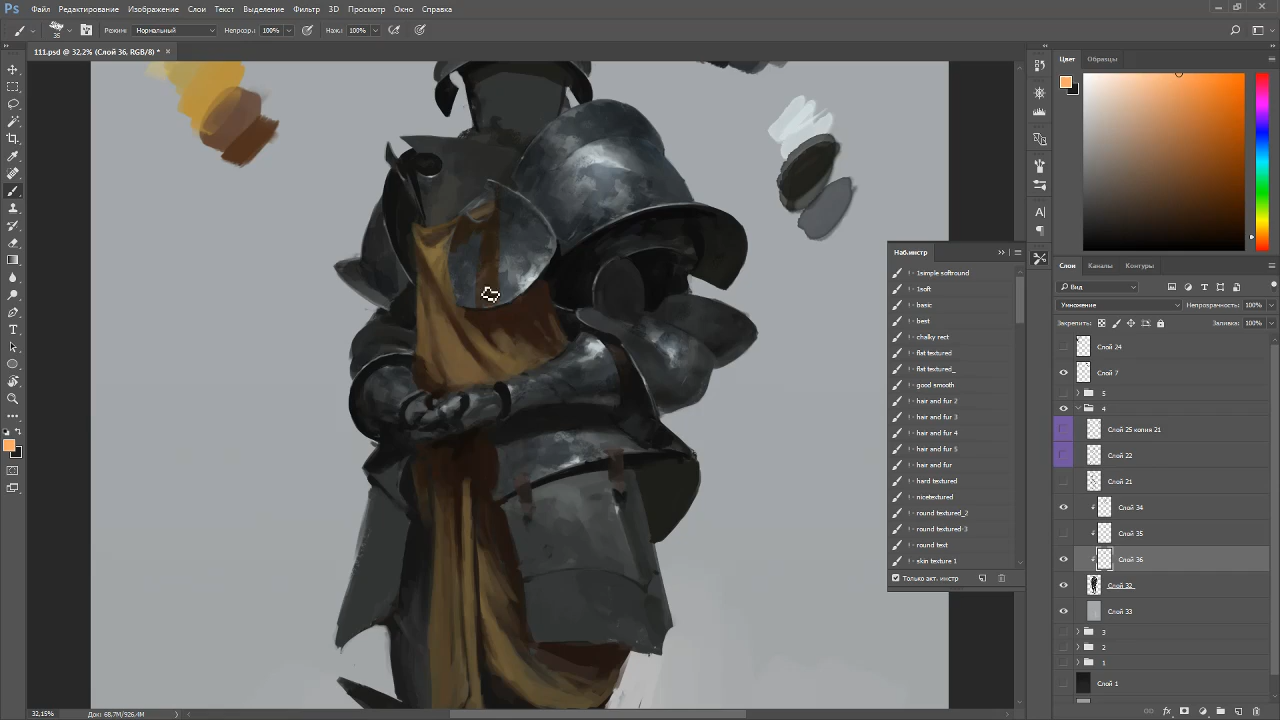 Ps Файл Редактирование Изображение Слои Текст Выделение Фильтр 3D Просмотр Окно Справка
35 Режим: Нормальный Непрозр.: 100% Наж.: 100%
111.psd @ 32,2% (Слой 36, RGB/8) *
Цвет Образцы
Наб.инстр
1simple softround
1soft
basic
best
chalky rect
flat textured
flat textured_
good smooth
hair and fur 2
hair and fur 3
hair and fur 4
hair and fur 5
hair and fur
hard textured
nicetextured
round textured_2
round textured-3
round text
skin texture 1
Только акт. инстр
Слои Каналы Контуры
Вид
Умножение Непрозрачность: 100%
Закрепить: Заливка: 100%
Слой 24
Слой 7
5
4
Слой 25 копия 21
Слой 22
Слой 21
Слой 34
Слой 35
Слой 36
Слой 32
Слой 33
3
2
1
Слой 1
32,15% Док: 68,7M/926,4M